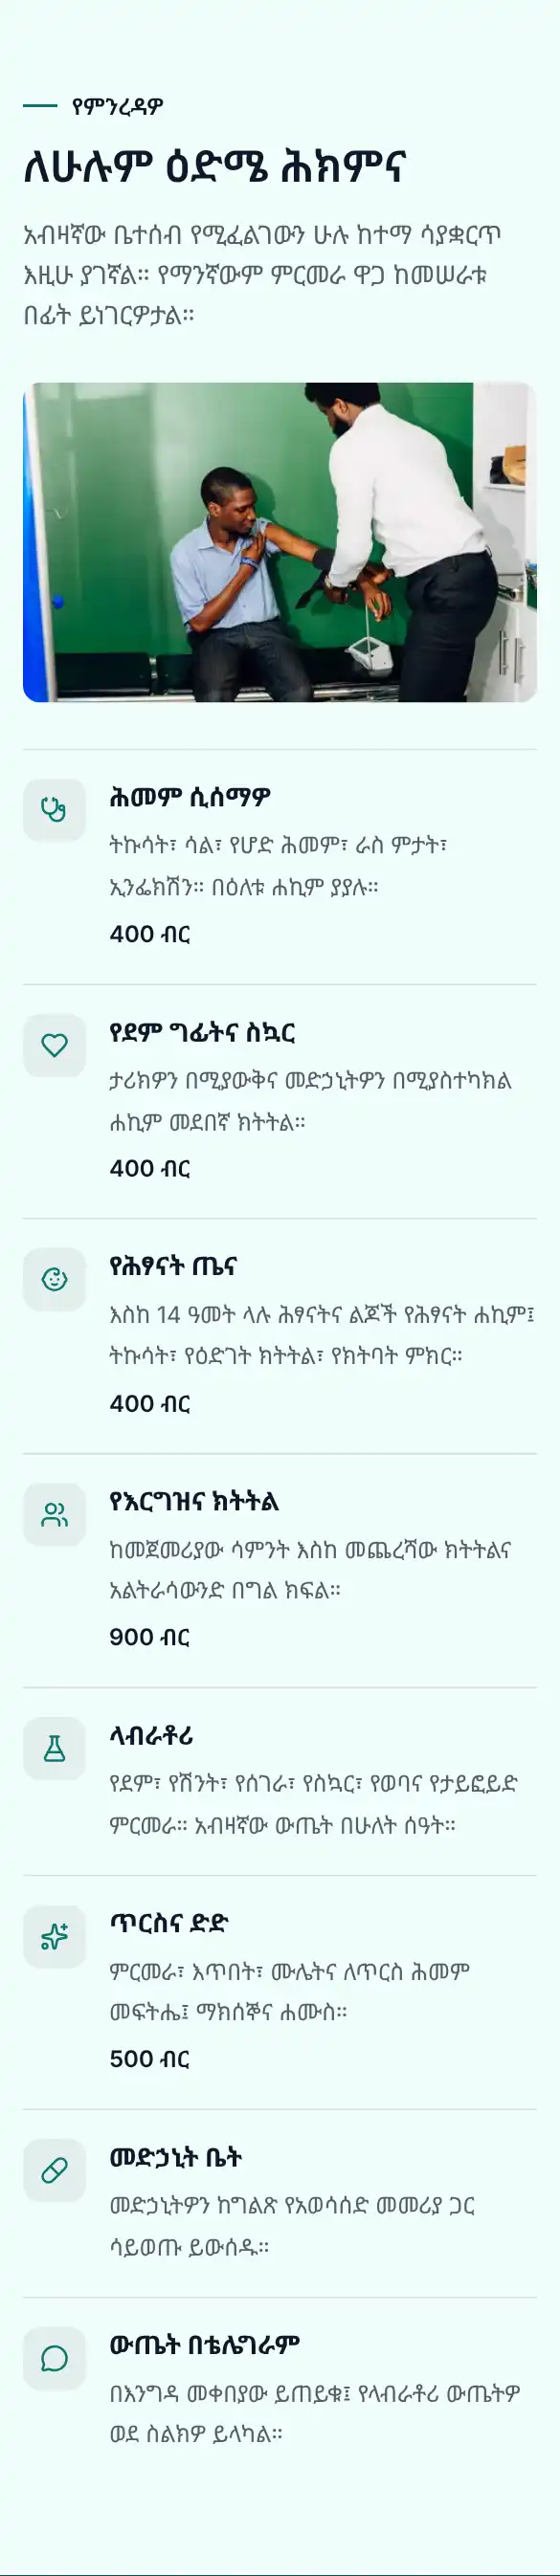 የምንረዳዎ
ለሁሉም ዕድሜ ሕክምና
አብዛኛው ቤተሰብ የሚፈልገውን ሁሉ ከተማ ሳያቋርጥ
እዚሁ ያገኛል። የማንኛውም ምርመራ ዋጋ ከመሠራቱ
በፊት ይነገርዎታል።
ሕመም ሲሰማዎ
ትኩሳት፣ ሳል፣ የሆድ ሕመም፣ ራስ ምታት፣
ኢንፌክሽን። በዕለቱ ሐኪም ያያሉ።
400 ብር
የደም ግፊትና ስኳር
ታሪክዎን በሚያውቅና መድኃኒትዎን በሚያስተካክል
ሐኪም መደበኛ ክትትል።
400 ብር
የሕፃናት ጤና
እስከ 14 ዓመት ላሉ ሕፃናትና ልጆች የሕፃናት ሐኪም፤
ትኩሳት፣ የዕድገት ክትትል፣ የክትባት ምክር።
400 ብር
የእርግዝና ክትትል
ከመጀመሪያው ሳምንት እስከ መጨረሻው ክትትልና
አልትራሳውንድ በግል ክፍል።
900 ብር
ላብራቶሪ
የደም፣ የሽንት፣ የሰገራ፣ የስኳር፣ የወባና የታይፎይድ
ምርመራ። አብዛኛው ውጤት በሁለት ሰዓት።
ጥርስና ድድ
ምርመራ፣ እጥበት፣ ሙሌትና ለጥርስ ሕመም
መፍትሔ፤ ማክሰኞና ሐሙስ።
500 ብር
መድኃኒት ቤት
መድኃኒትዎን ከግልጽ የአወሳሰድ መመሪያ ጋር
ሳይወጡ ይውሰዱ።
ውጤት በቴሌግራም
በእንግዳ መቀበያው ይጠይቁ፤ የላብራቶሪ ውጤትዎ
ወደ ስልክዎ ይላካል።